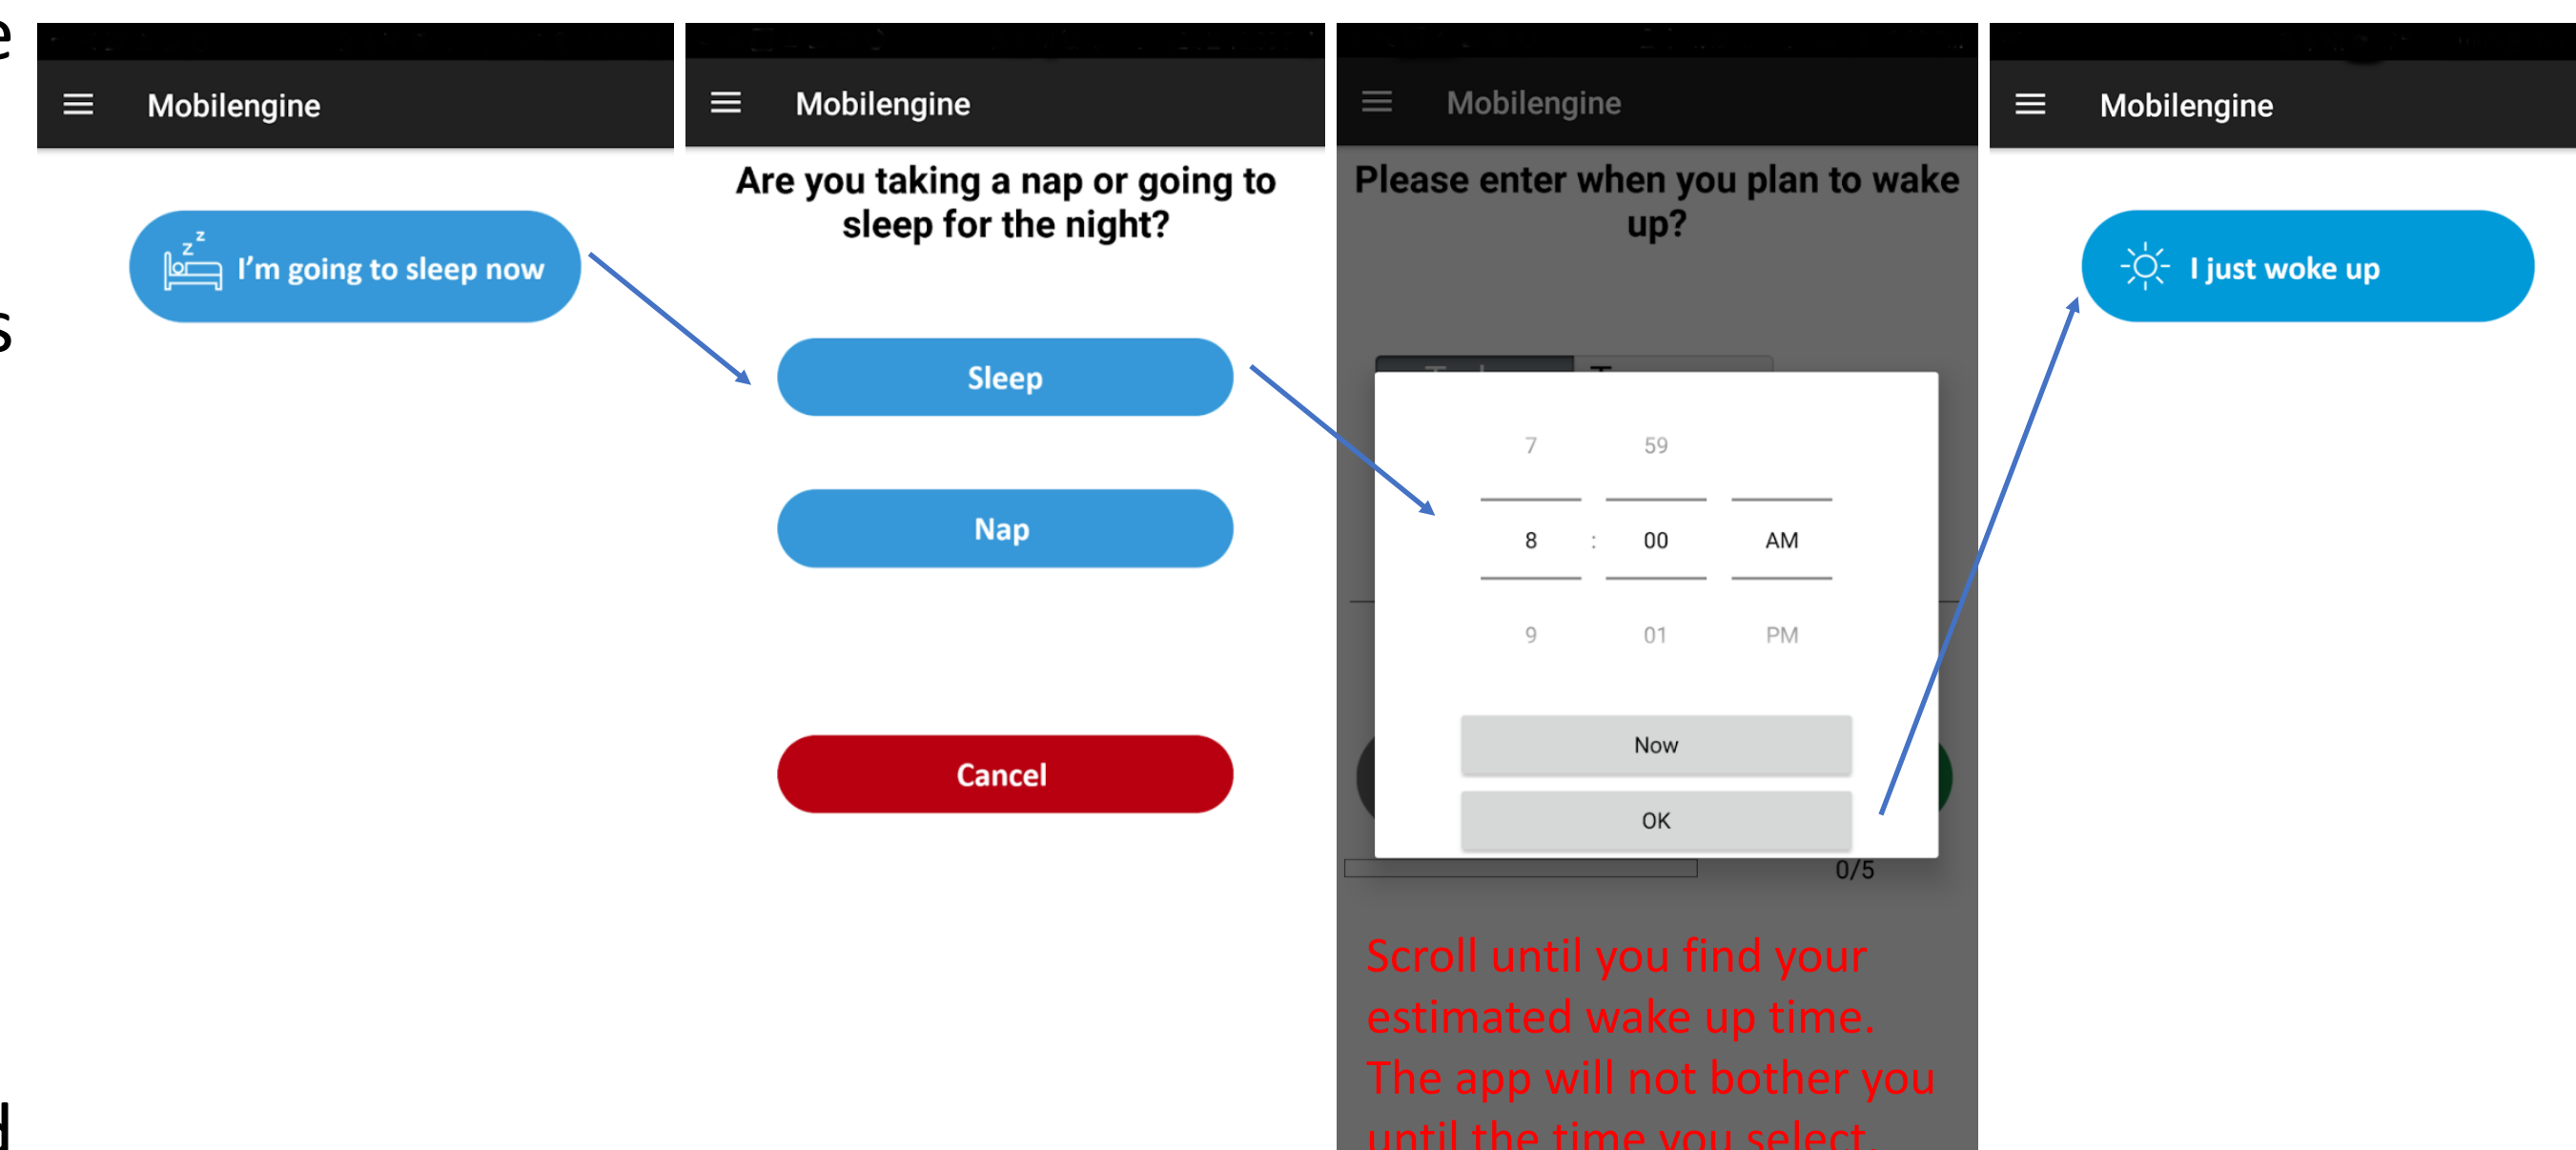 e
s
d
Mobilengine
z z
I'm going to sleep now
Mobilengine
Are you taking a nap or going to
sleep for the night?
Sleep
Nap
Cancel
Mobilengine
Please enter when you plan to wake
up?
7 59
8 : 00 AM
9 01 PM
Now
OK
0/5
Scroll until you find your
estimated wake up time.
The app will not bother you
until the time you select
Mobilengine
I just woke up